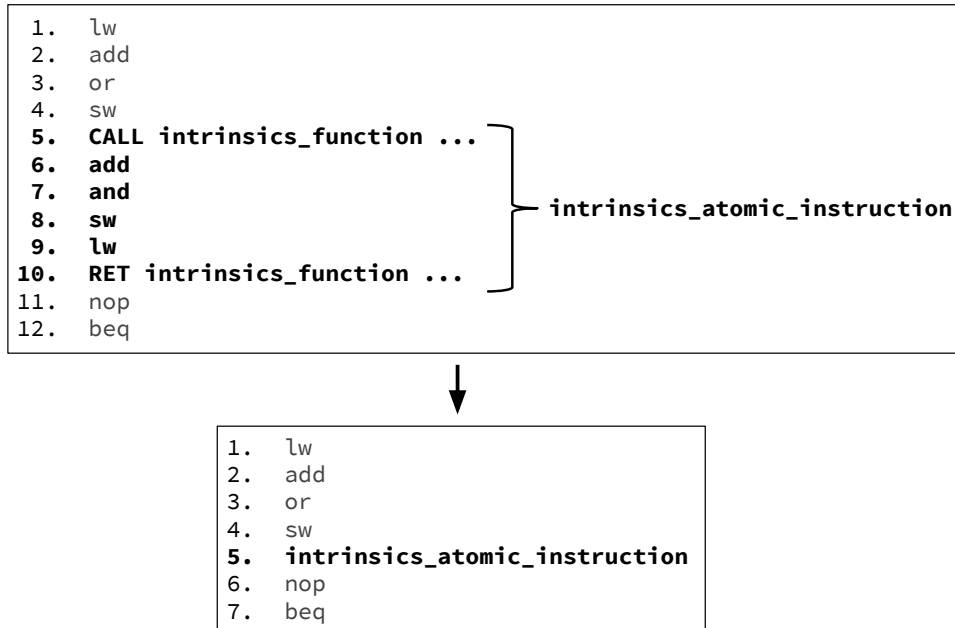 1. lw
2. add
3. or
4. sw
5. CALL intrinsics_function ...
6. add
7. and
8. sw
9. lw
10. RET intrinsics_function ...
11. nop
12. beq
intrinsics_atomic_instruction
1. lw
2. add
3. or
4. sw
5. intrinsics_atomic_instruction
6. nop
7. beq